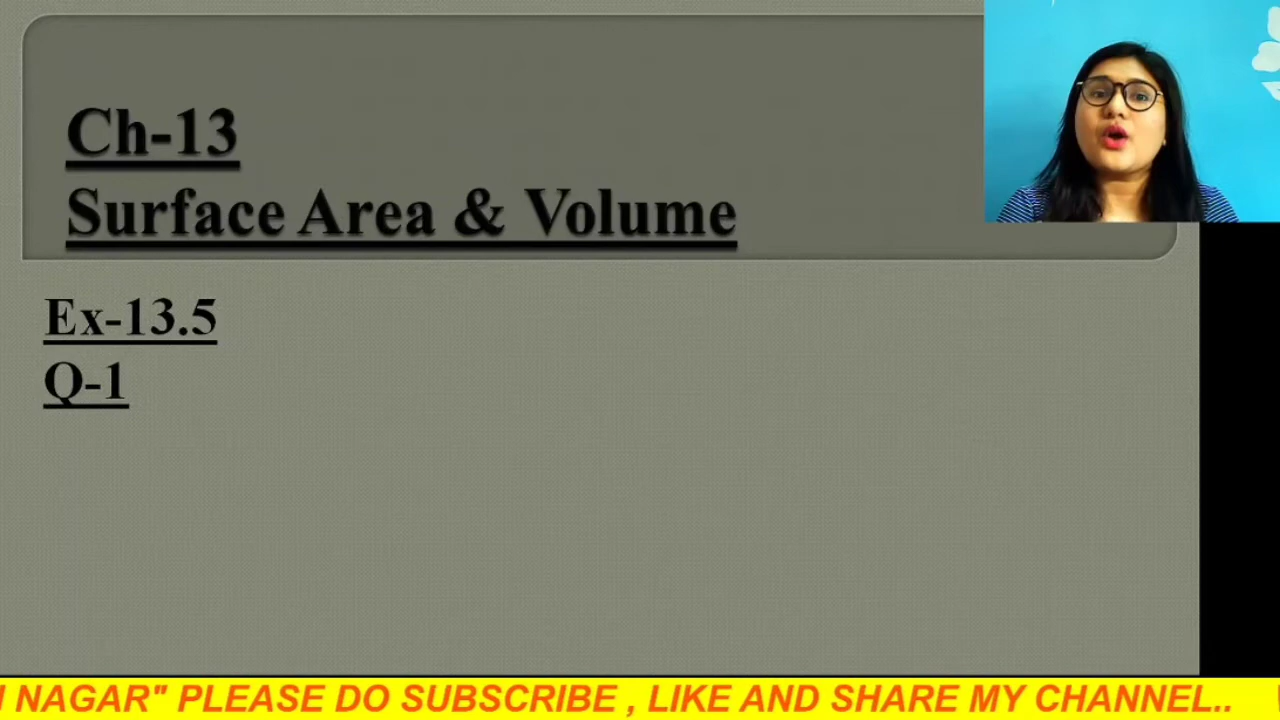 Ch-13
Surface Area & Volume
Ex-13.5
Q-1
NAGAR" PLEASE DO SUBSCRIBE , LIKE AND SHARE MY CHANNEL..